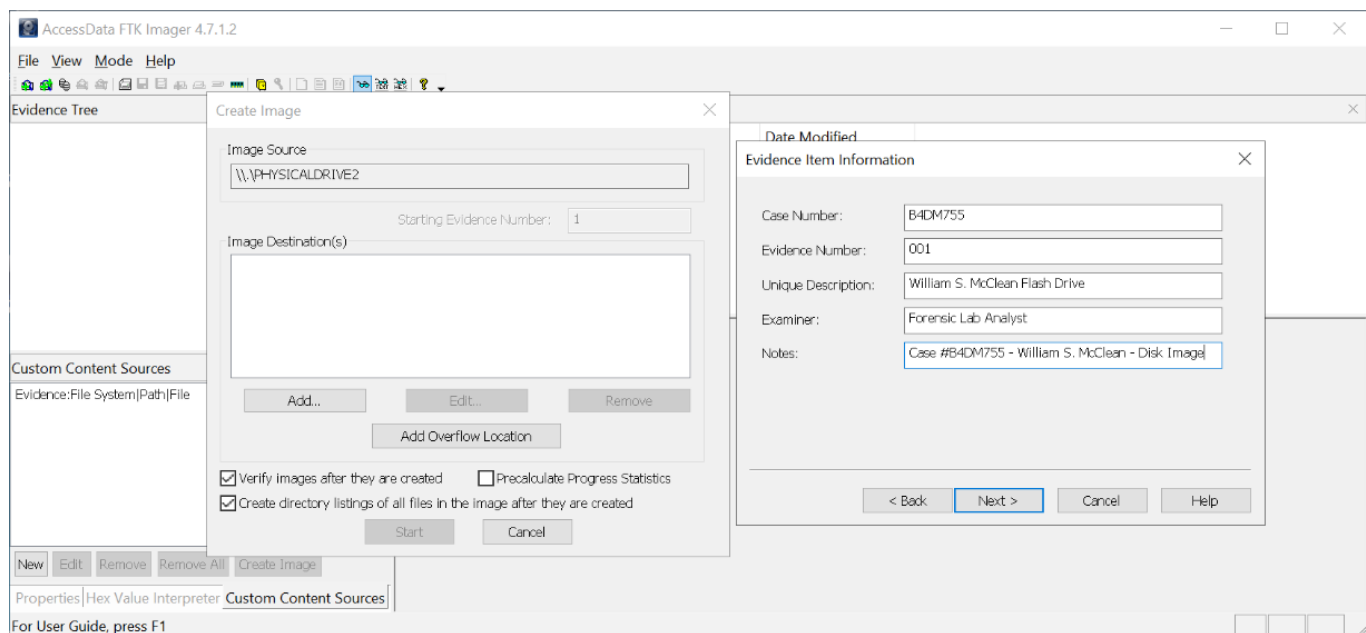 AccessData FTK Imager 4.7.1.2
File View Mode Help
Evidence Tree
Create Image
Image Source
\\.\PHYSICALDRIVE2
Starting Evidence Number: 1
Image Destination(s)
Add... Edit... Remove
Add Overflow Location
Verify images after they are created Precalculate Progress Statistics
Create directory listings of all files in the image after they are created
Start Cancel
Date Modified
Evidence Item Information
Case Number: B4DM755
Evidence Number: 001
Unique Description: William S. McClean Flash Drive
Examiner: Forensic Lab Analyst
Notes: Case #B4DM755 - William S. McClean - Disk Image
< Back Next > Cancel Help
Custom Content Sources
Evidence:File System|Path|File
New Edit Remove Remove All Create Image
Properties Hex Value Interpreter Custom Content Sources
For User Guide, press F1